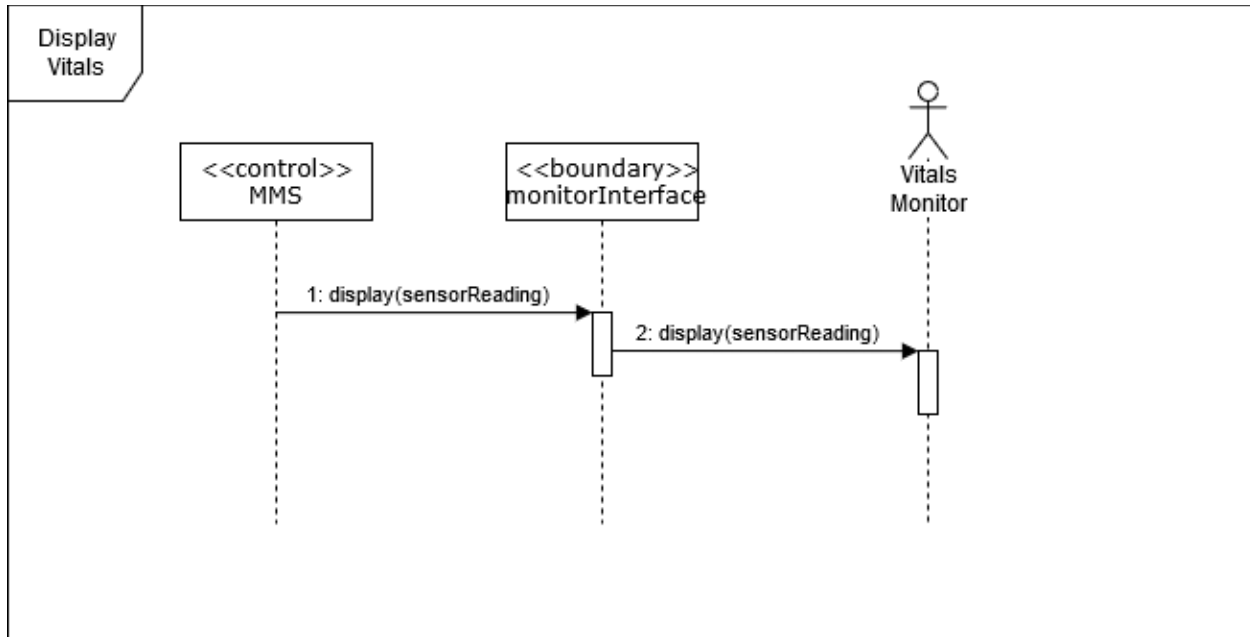 Display
Vitals
<<control>>
MMS
<<boundary>>
monitorInterface
Vitals
Monitor
1: display(sensorReading)
2: display(sensorReading)